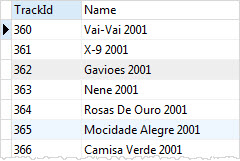 TrackId Name
360 Vai-Vai 2001
361 X-9 2001
362 Gavioes 2001
363 Nene 2001
364 Rosas De Ouro 2001
365 Mocidade Alegre 2001
366 Camisa Verde 2001